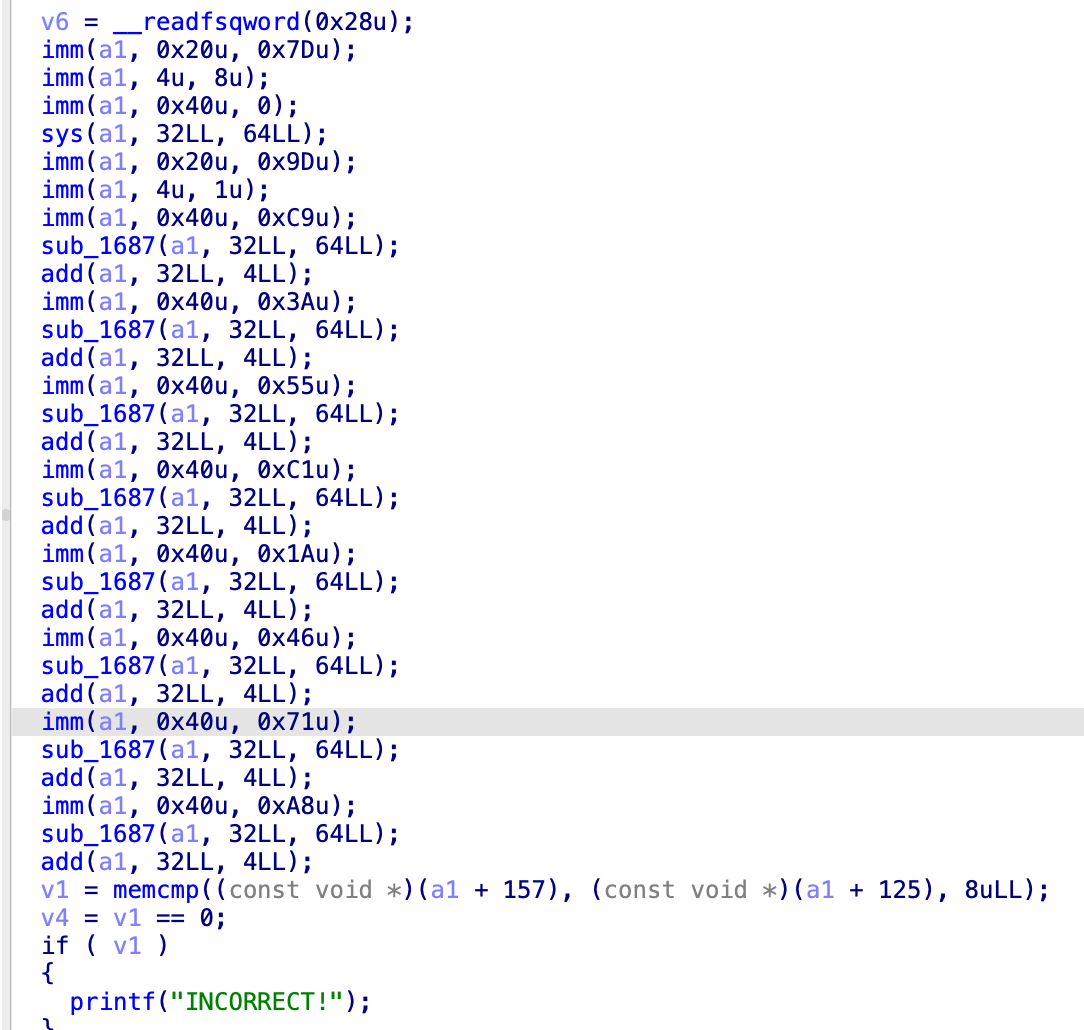 v6 = __readfsqword(0x28u);
imm(a1, 0x20u, 0x7Du);
imm(a1, 4u, 8u);
imm(a1, 0x40u, 0);
sys(a1, 32LL, 64LL);
imm(a1, 0x20u, 0x9Du);
imm(a1, 4u, 1u);
imm(a1, 0x40u, 0xC9u);
sub_1687(a1, 32LL, 64LL);
add(a1, 32LL, 4LL);
imm(a1, 0x40u, 0x3Au);
sub_1687(a1, 32LL, 64LL);
add(a1, 32LL, 4LL);
imm(a1, 0x40u, 0x55u);
sub_1687(a1, 32LL, 64LL);
add(a1, 32LL, 4LL);
imm(a1, 0x40u, 0xC1u);
sub_1687(a1, 32LL, 64LL);
add(a1, 32LL, 4LL);
imm(a1, 0x40u, 0x1Au);
sub_1687(a1, 32LL, 64LL);
add(a1, 32LL, 4LL);
imm(a1, 0x40u, 0x46u);
sub_1687(a1, 32LL, 64LL);
add(a1, 32LL, 4LL);
imm(a1, 0x40u, 0x71u);
sub_1687(a1, 32LL, 64LL);
add(a1, 32LL, 4LL);
imm(a1, 0x40u, 0xA8u);
sub_1687(a1, 32LL, 64LL);
add(a1, 32LL, 4LL);
v1 = memcmp((const void *)(a1 + 157), (const void *)(a1 + 125), 8uLL);
v4 = v1 == 0;
if ( v1 )
{
printf("INCORRECT!");
}